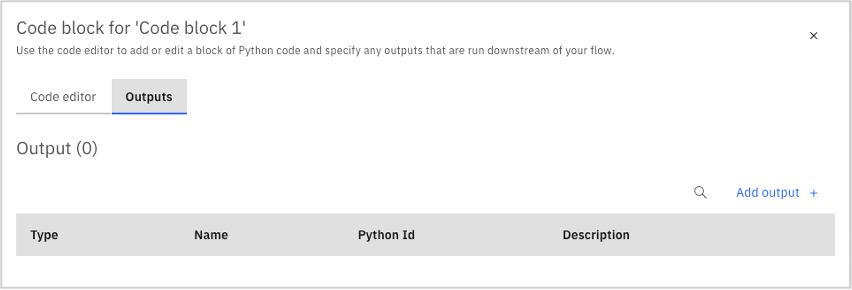 Code block for 'Code block 1'
Use the code editor to add or edit a block of Python code and specify any outputs that are run downstream of your flow.
Code editor Outputs
Output (0)
Add output +
Type Name Python Id Description